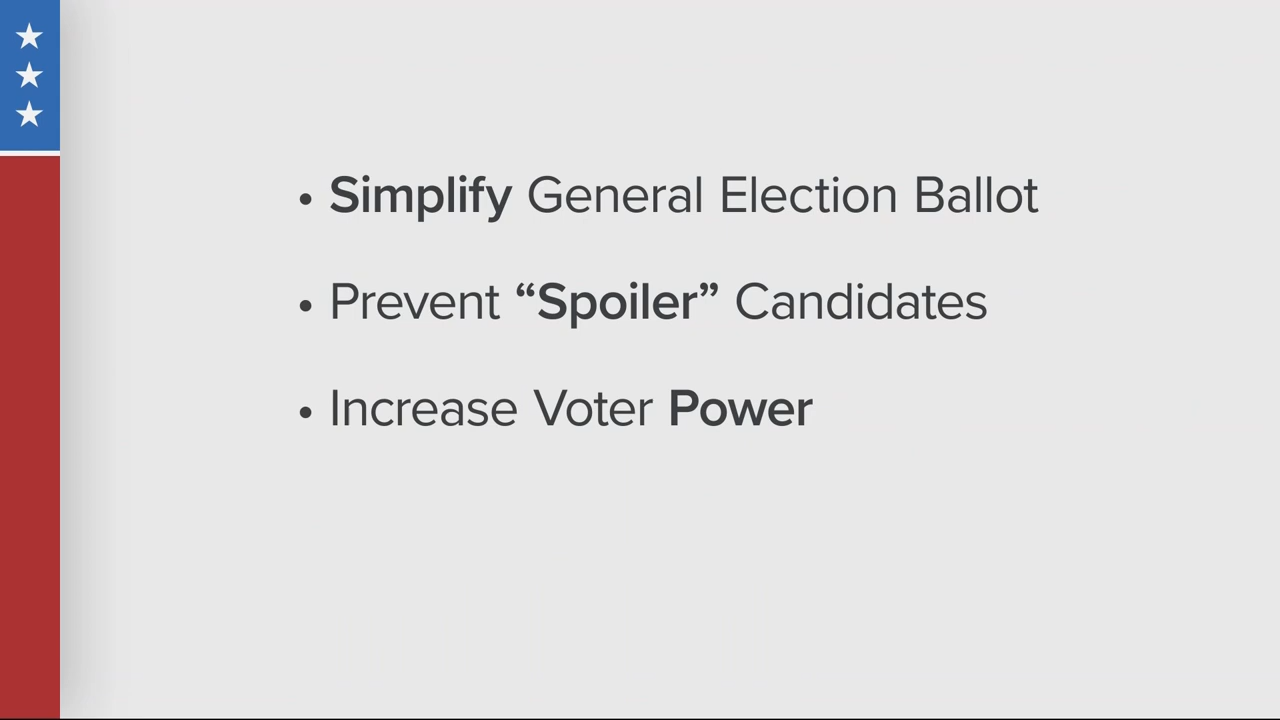 • Simplify General Election Ballot
• Prevent “Spoiler” Candidates
• Increase Voter Power